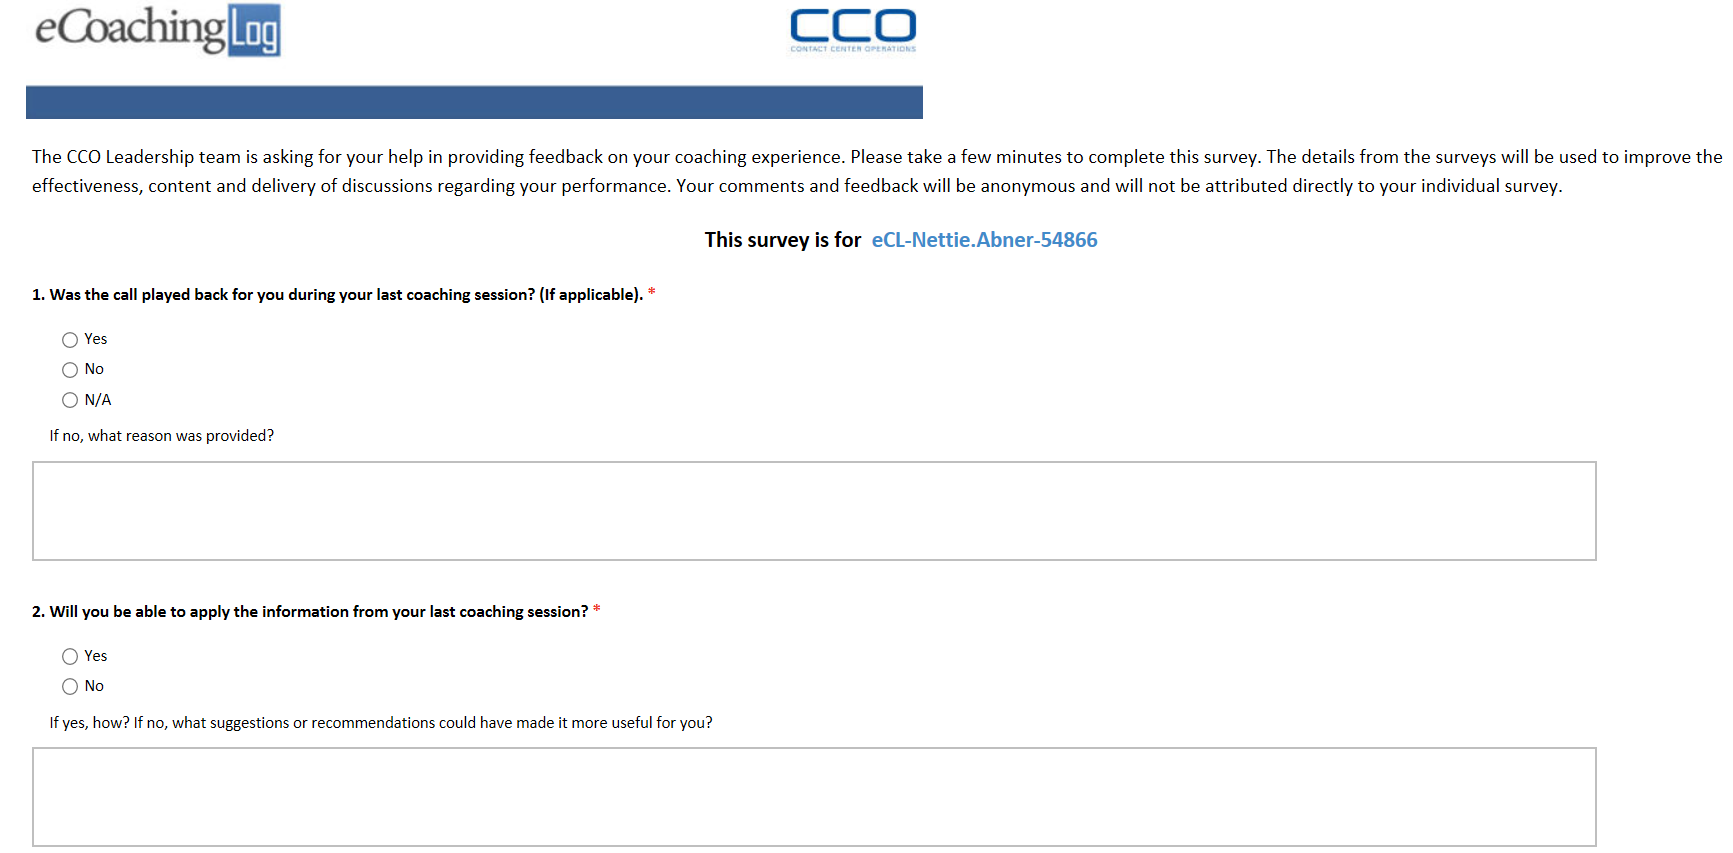 eCoachingLog
CCO
CONTACT CENTER OPERATIONS
The CCO Leadership team is asking for your help in providing feedback on your coaching experience. Please take a few minutes to complete this survey. The details from the surveys will be used to improve the
effectiveness, content and delivery of discussions regarding your performance. Your comments and feedback will be anonymous and will not be attributed directly to your individual survey.
This survey is for eCL-Nettie.Abner-54866
1. Was the call played back for you during your last coaching session? (If applicable). *
Yes
No
N/A
If no, what reason was provided?
2. Will you be able to apply the information from your last coaching session? *
Yes
No
If yes, how? If no, what suggestions or recommendations could have made it more useful for you?